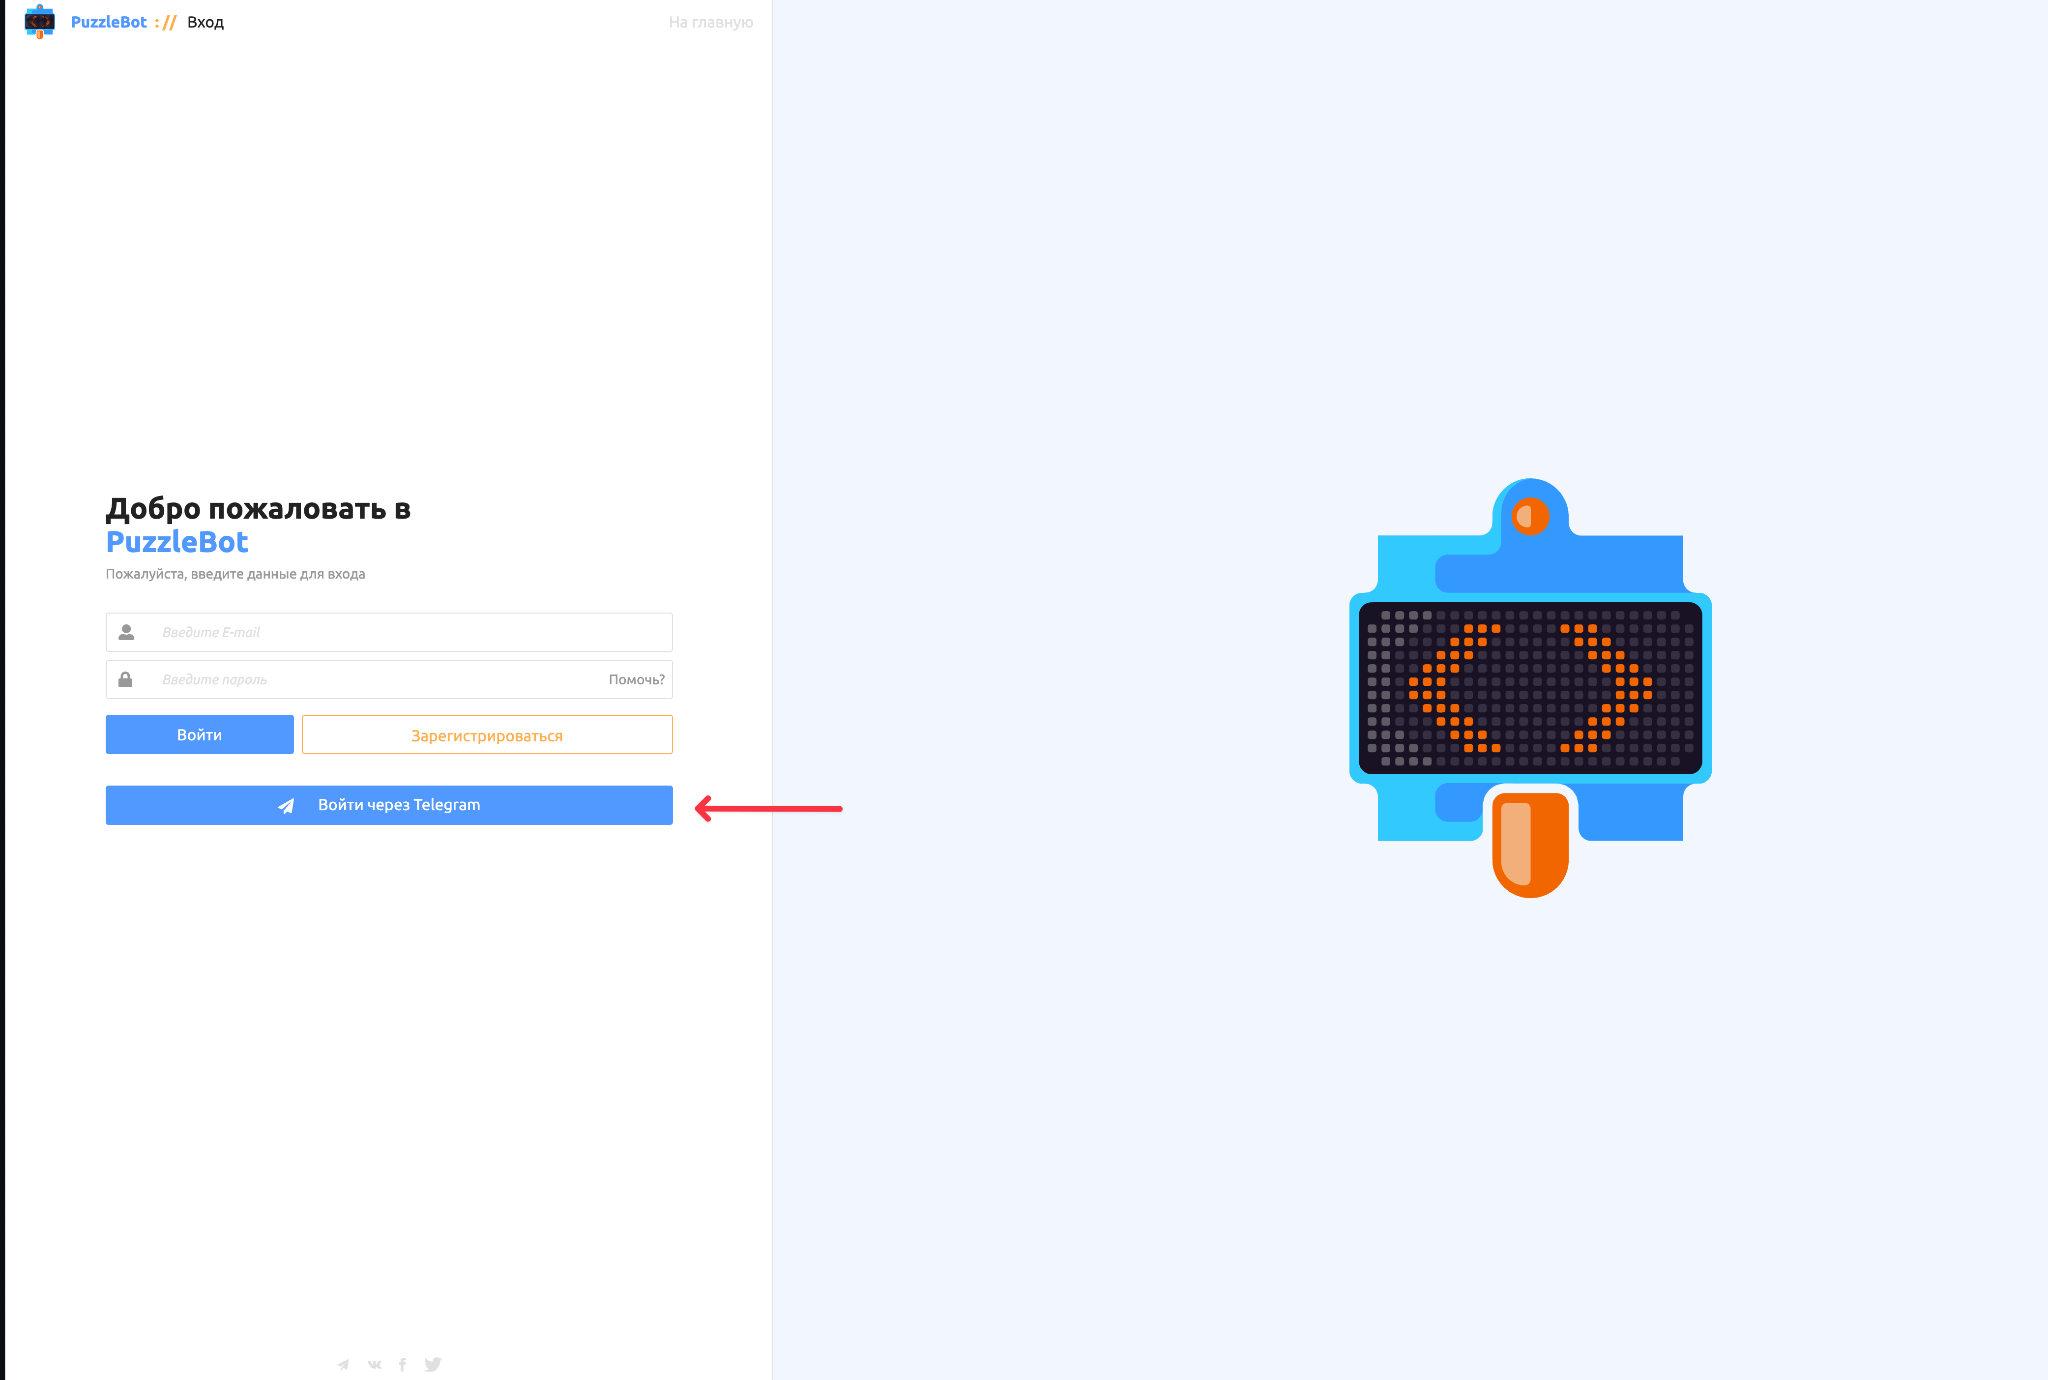 PuzzleBot :// Вход
На главную
Добро пожаловать в
PuzzleBot
Пожалуйста, введите данные для входа
Введите E-mail
Введите пароль
Помочь?
Войти
Зарегистрироваться
Войти через Telegram